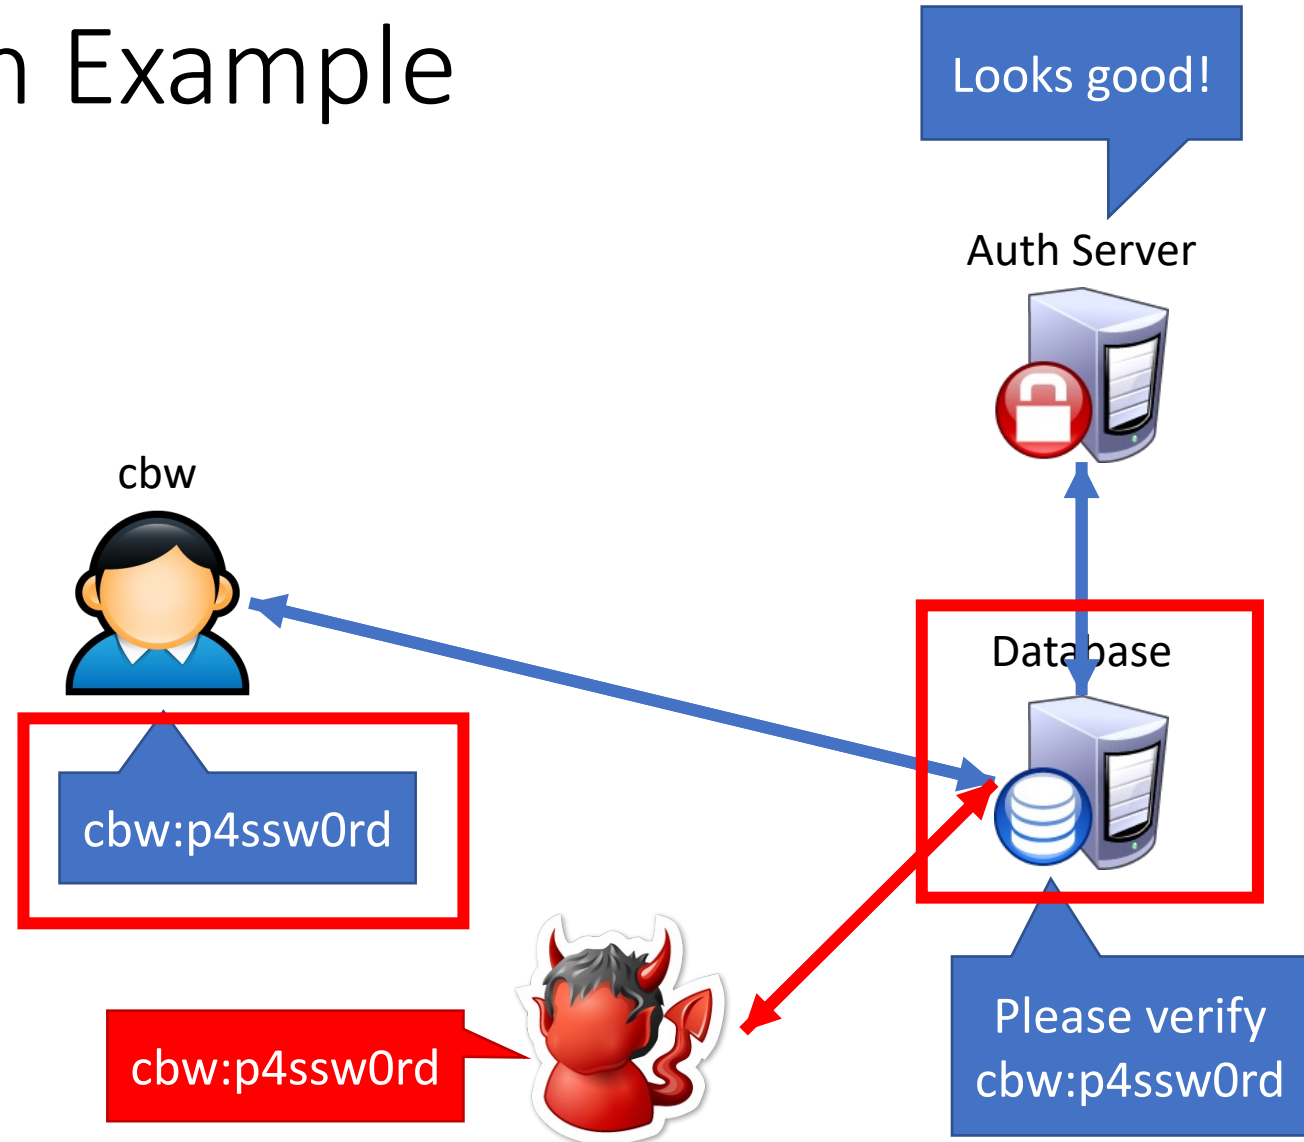 n Example
Looks good!
Auth Server
cbw
Database
cbw:p4ssw0rd
Please verify
cbw:p4ssw0rd
cbw:p4ssw0rd